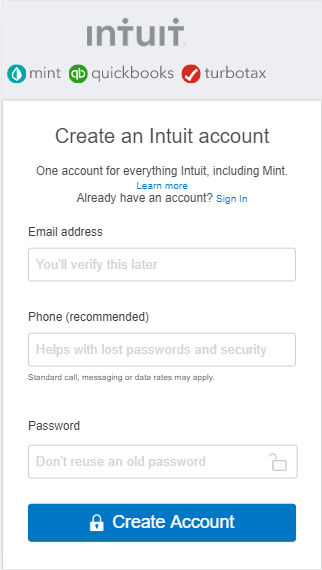 intuit
mint qb quickbooks turbotax
Create an Intuit account
One account for everything Intuit, including Mint.
Learn more
Already have an account? Sign In
Email address
You'll verify this later
Phone (recommended)
Helps with lost passwords and security
Standard call, messaging or data rates may apply.
Password
Don't reuse an old password
Create Account